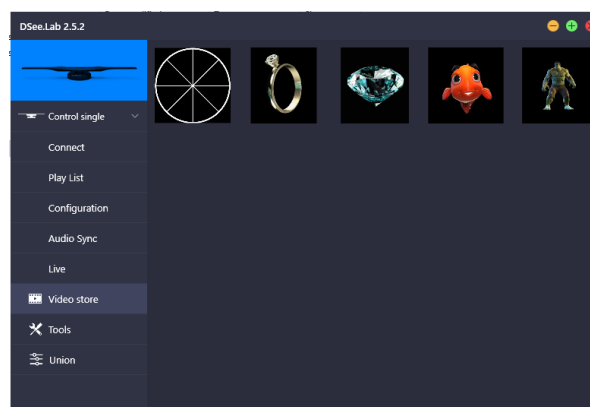 DSee.Lab 2.5.2
Control single
Connect
Play List
Configuration
Audio Sync
Live
Video store
Tools
Union